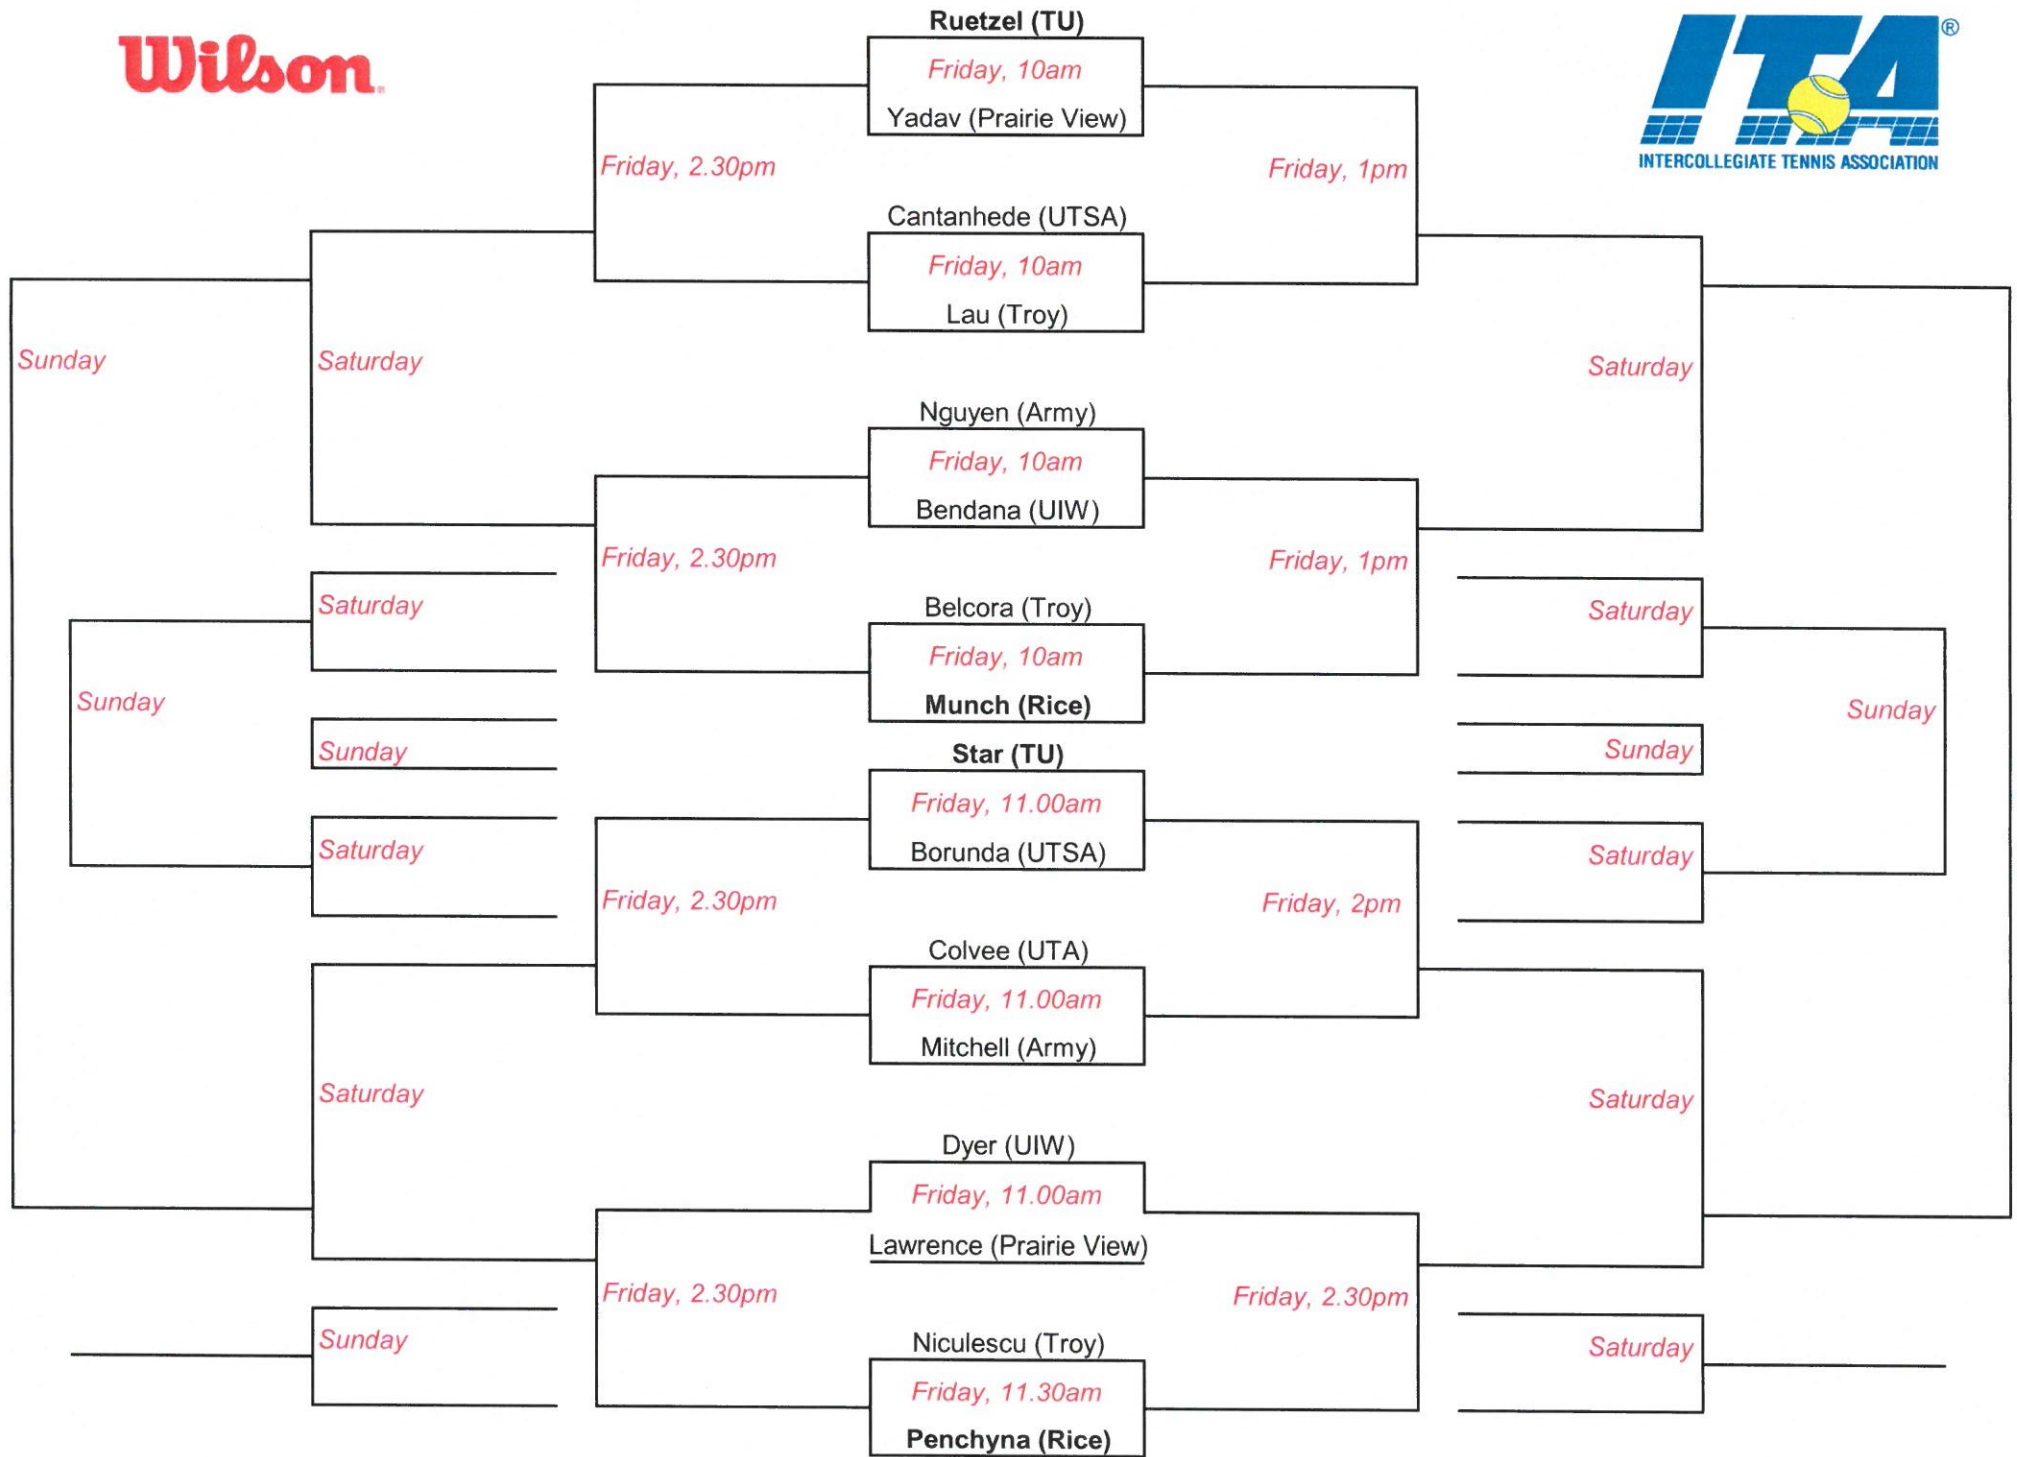 Ruetzel (TU)
Wilson.
ITA®
Friday, 10am
Yadav (Prairie View)
INTERCOLLEGIATE TENNIS ASSOCIATION
Friday, 2.30pm
Friday, 1pm
Cantanhede (UTSA)
Friday, 10am
Lau (Troy)
Sunday
Saturday
Saturday
Nguyen (Army)
Friday, 10am
Bendana (UIW)
Friday, 2.30pm
Friday, 1pm
Saturday
Belcora (Troy)
Saturday
Friday, 10am
Sunday
Munch (Rice)
Sunday
Sunday
Star (TU)
Sunday
Friday, 11.00am
Saturday
Borunda (UTSA)
Saturday
Friday, 2.30pm
Friday, 2pm
Colvee (UTA)
Friday, 11.00am
Mitchell (Army)
Saturday
Saturday
Dyer (UIW)
Friday, 11.00am
Lawrence (Prairie View)
Friday, 2.30pm
Friday, 2.30pm
Sunday
Niculescu (Troy)
Saturday
Friday, 11.30am
Penchyna (Rice)